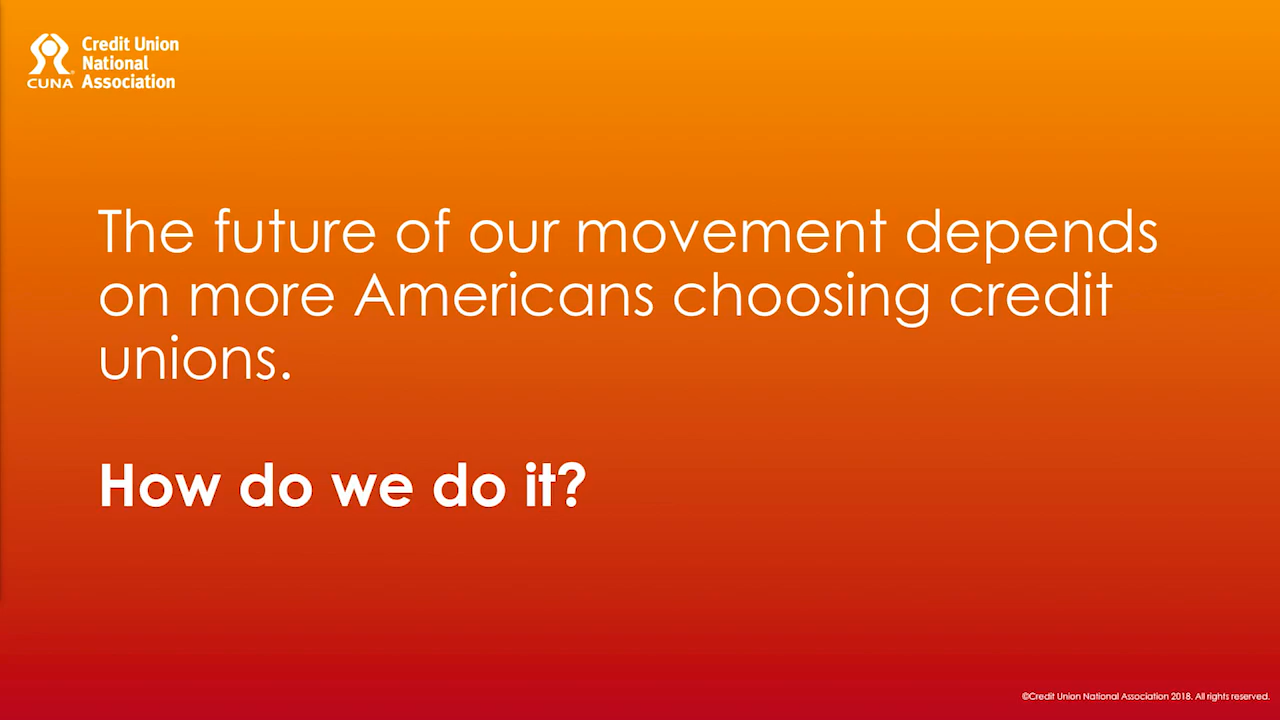 Credit Union
National
Association
CUNA
The future of our movement depends
on more Americans choosing credit
unions.
How do we do it?
©Credit Union National Association 2018. All rights reserved.